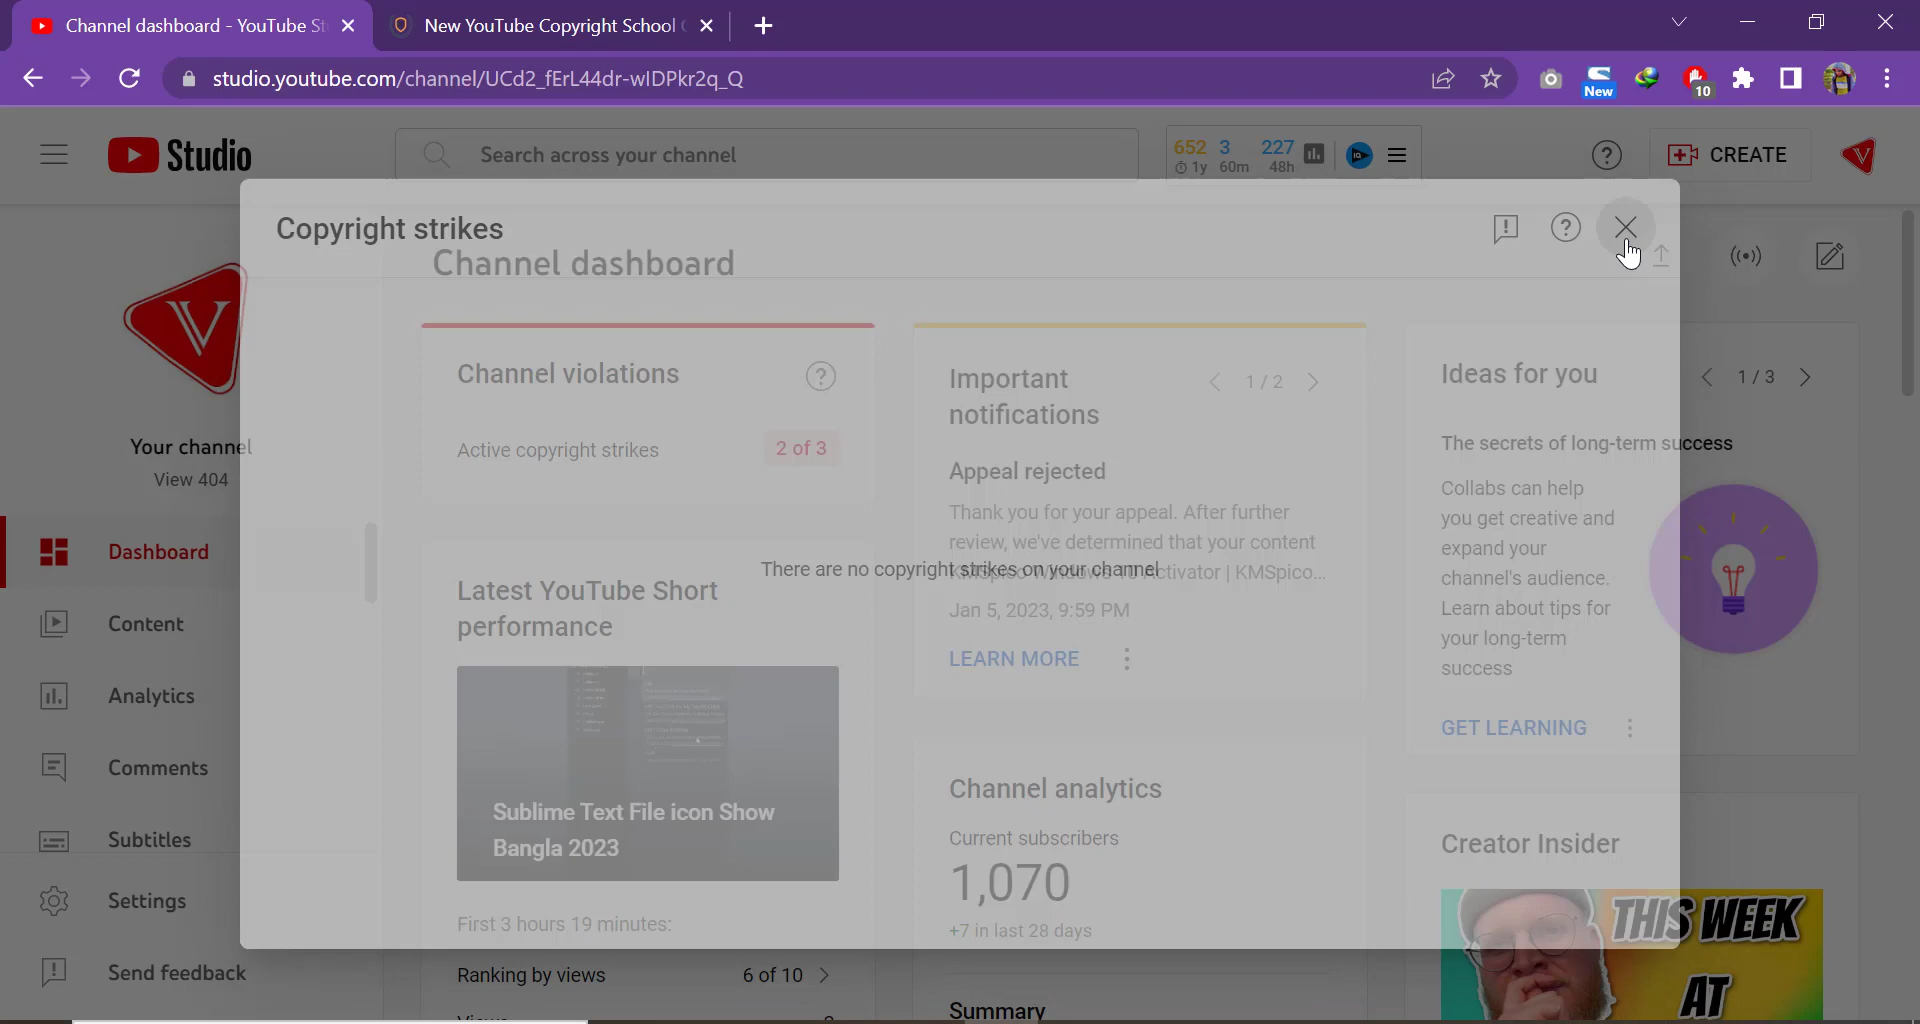 Channel dashboard - YouTube St
New YouTube Copyright School
studio.youtube.com/channel/UCd2_fErL44dr-wIDPkr2q_Q
New
10
Studio
Search across your channel
652 3 227
1y 60m 48h
IQ
?
CREATE
V
Copyright strikes
?
Channel dashboard
V
Your channel
View 404
Dashboard
Content
Analytics
Comments
Subtitles
Settings
Send feedback
Channel violations
?
Active copyright strikes 2 of 3
There are no copyright strikes on your channel
Latest YouTube Short
performance
Sublime Text File icon Show
Bangla 2023
First 3 hours 19 minutes:
Ranking by views 6 of 10
Views
Important
notifications
1 / 2
Appeal rejected
Thank you for your appeal. After further
review, we've determined that your content
KMSpico Windows 10 Activator | KMSpico...
Jan 5, 2023, 9:59 PM
LEARN MORE
Channel analytics
Current subscribers
1,070
+7 in last 28 days
Summary
Ideas for you
1 / 3
The secrets of long-term success
Collabs can help
you get creative and
expand your
channel's audience.
Learn about tips for
your long-term
success
GET LEARNING
Creator Insider
THIS WEEK
AT